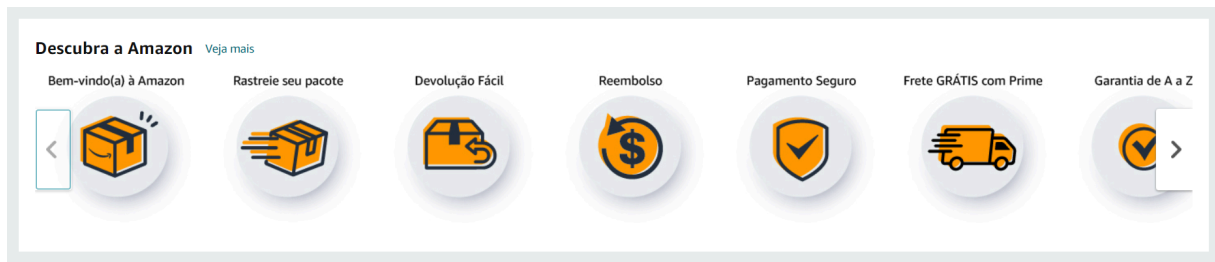 Descubra a Amazon Veja mais
Bem-vindo(a) à Amazon
Rastreie seu pacote
Devolução Fácil
Reembolso
Pagamento Seguro
Frete GRÁTIS com Prime
Garantia de A a Z
$